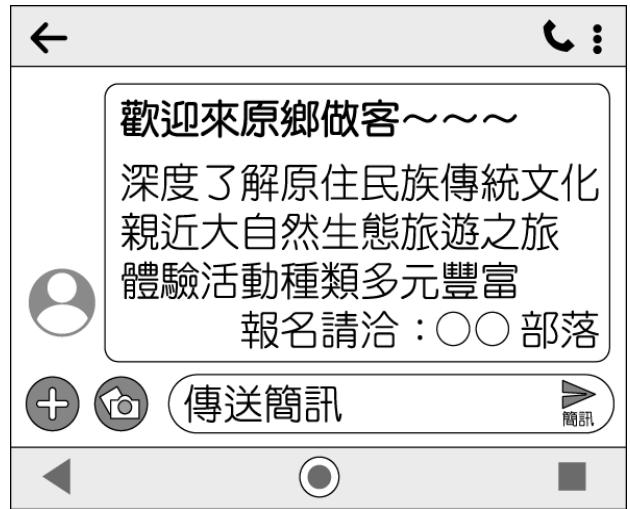 歡迎來原鄉做客～～～
深度了解原住民族傳統文化
親近大自然生態旅遊之旅
體驗活動種類多元豐富
報名請洽：○○部落
傳送簡訊
簡訊